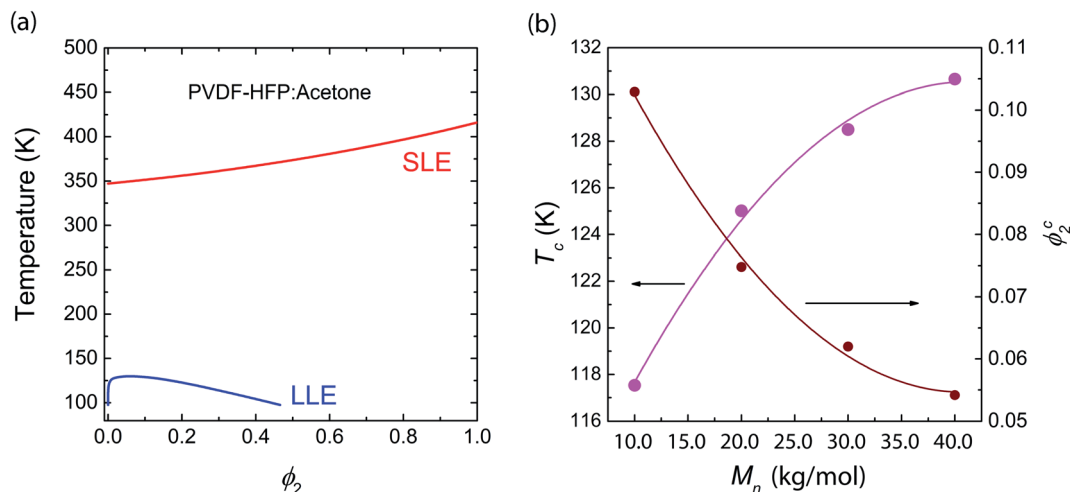 (a)
500
450
400
350
300
250
200
150
100
Temperature (K)
PVDF-HFP:Acetone
SLE
LLE
0.0 0.2 0.4 0.6 0.8 1.0
ϕ₂
(b)
132
130
128
126
124
122
120
118
116
T_c (K)
0.11
0.10
0.09
0.08
0.07
0.06
0.05
ϕ₂ᶜ
10.0 15.0 20.0 25.0 30.0 35.0 40.0
M_n (kg/mol)